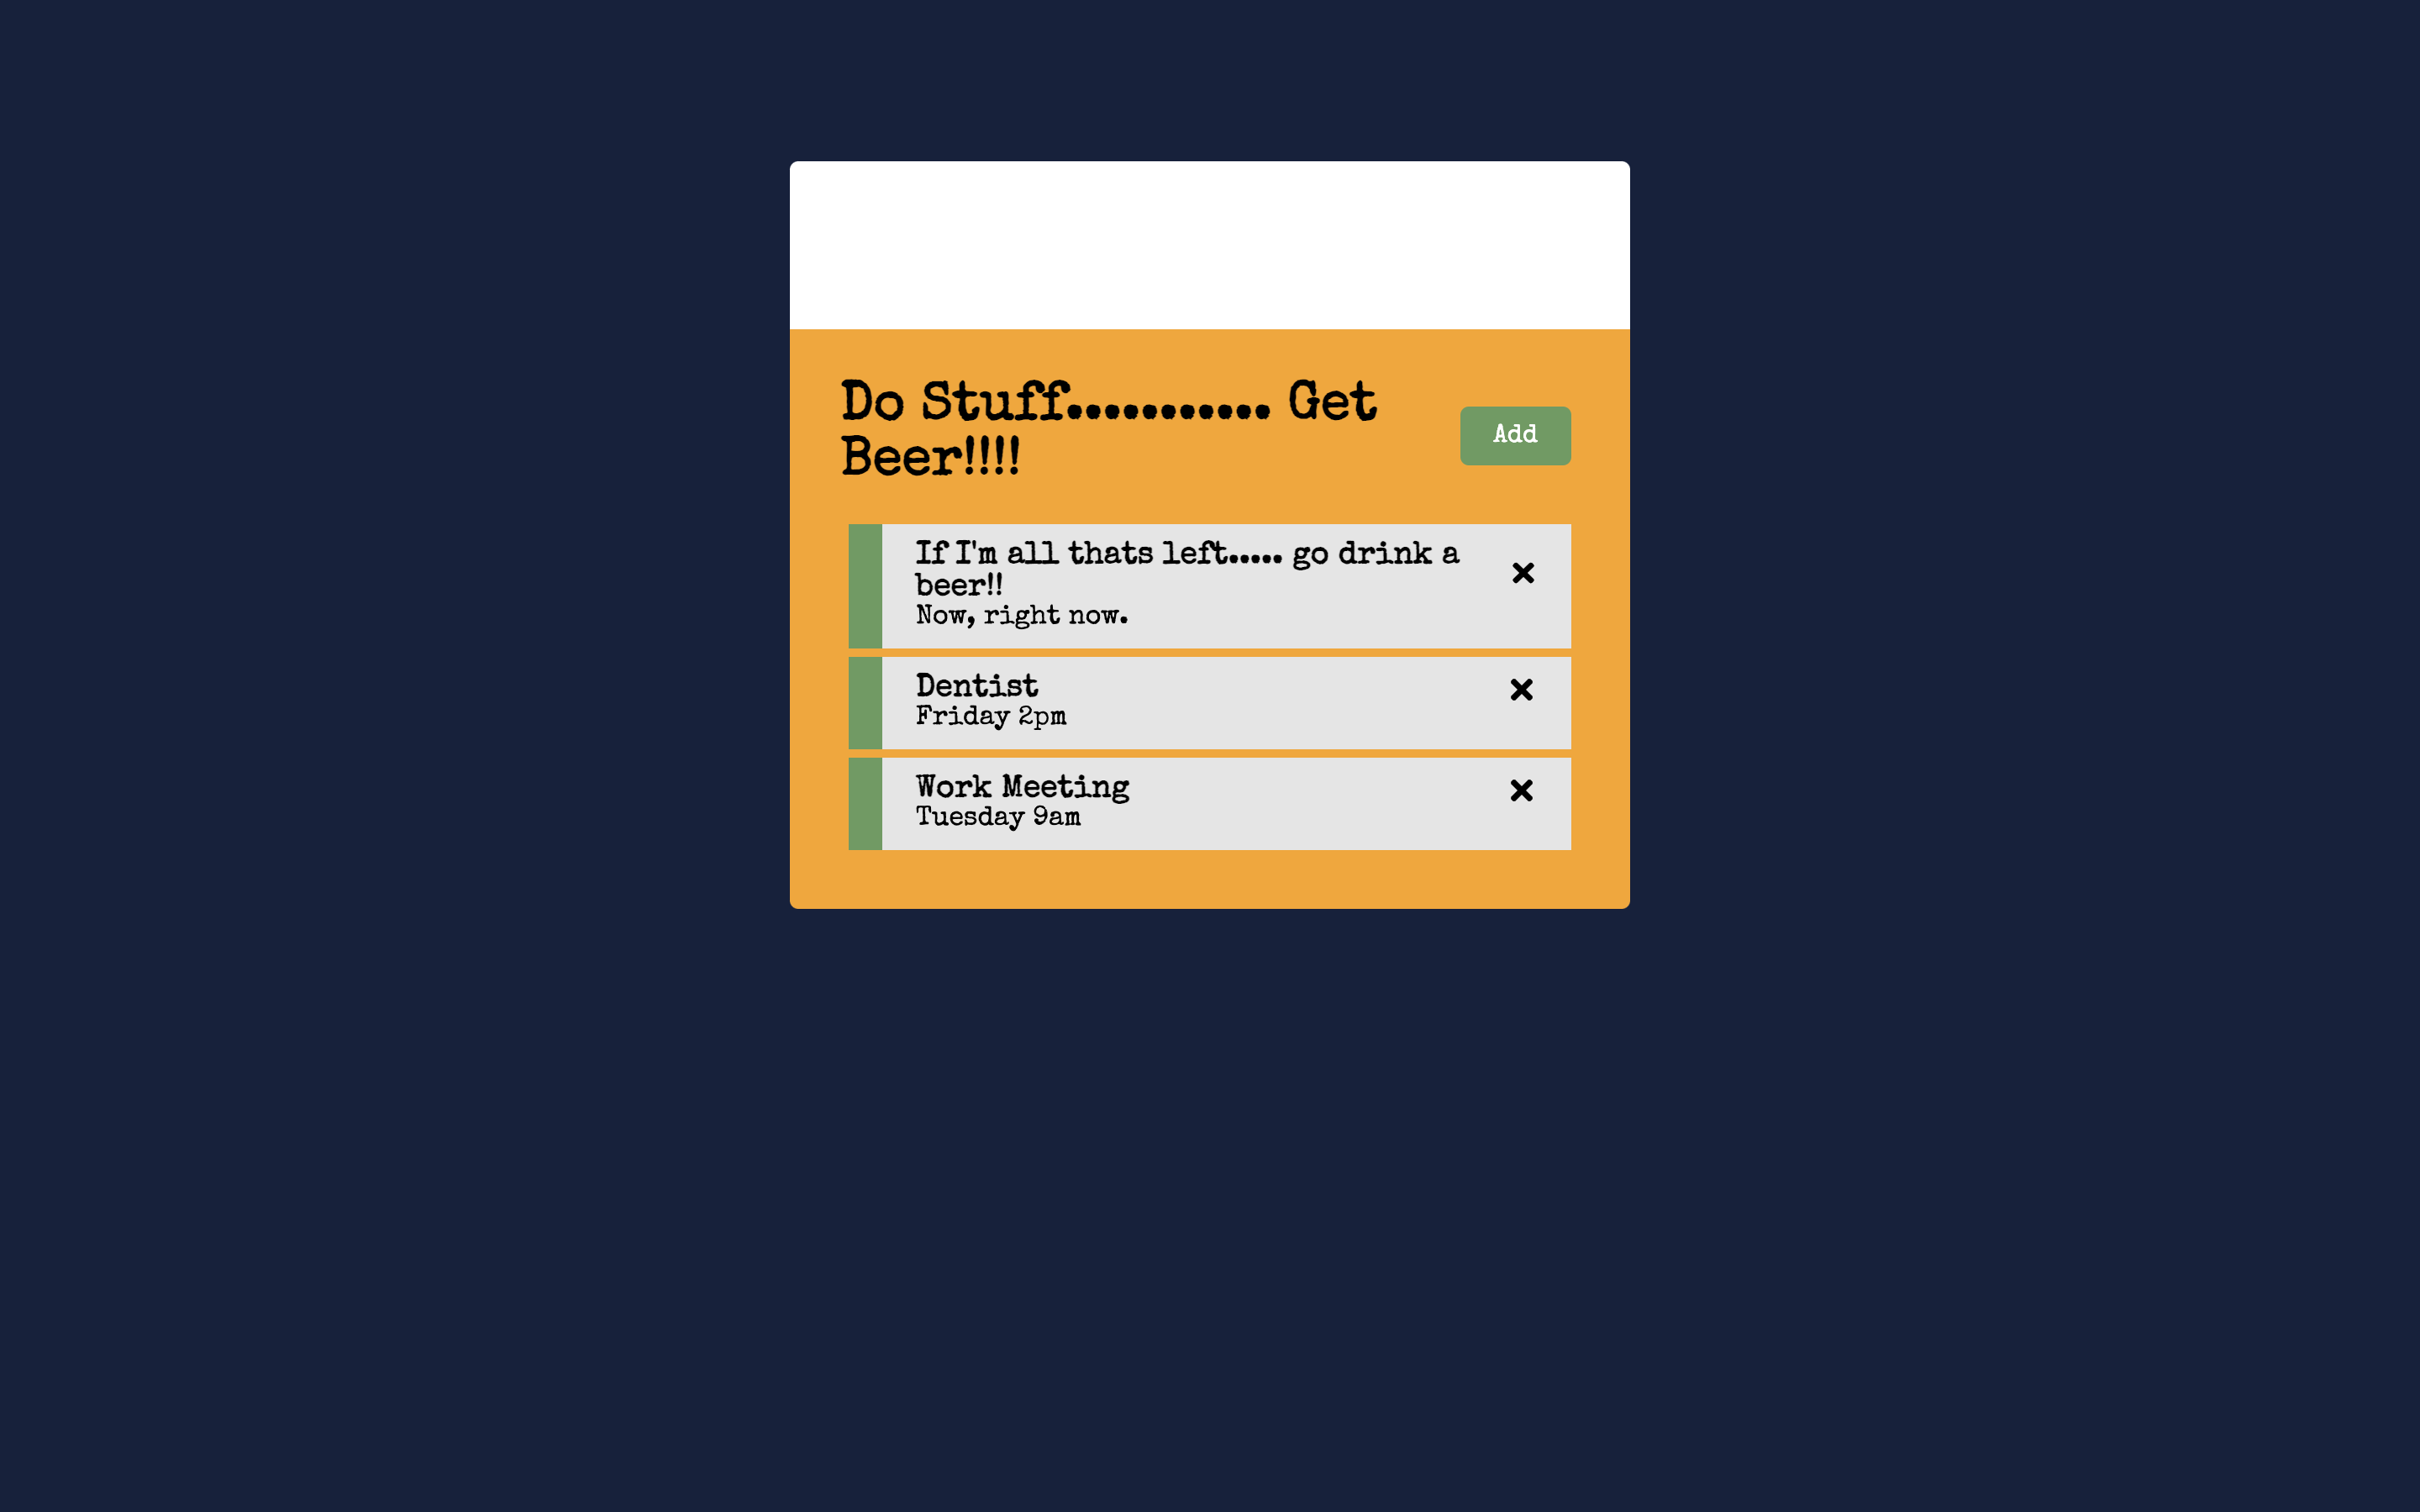 Do Stuff........... Get
Beer!!!!
Add
If I'm all thats left..... go drink a
beer!!
Now, right now.
Dentist
Friday 2pm
Work Meeting
Tuesday 9am